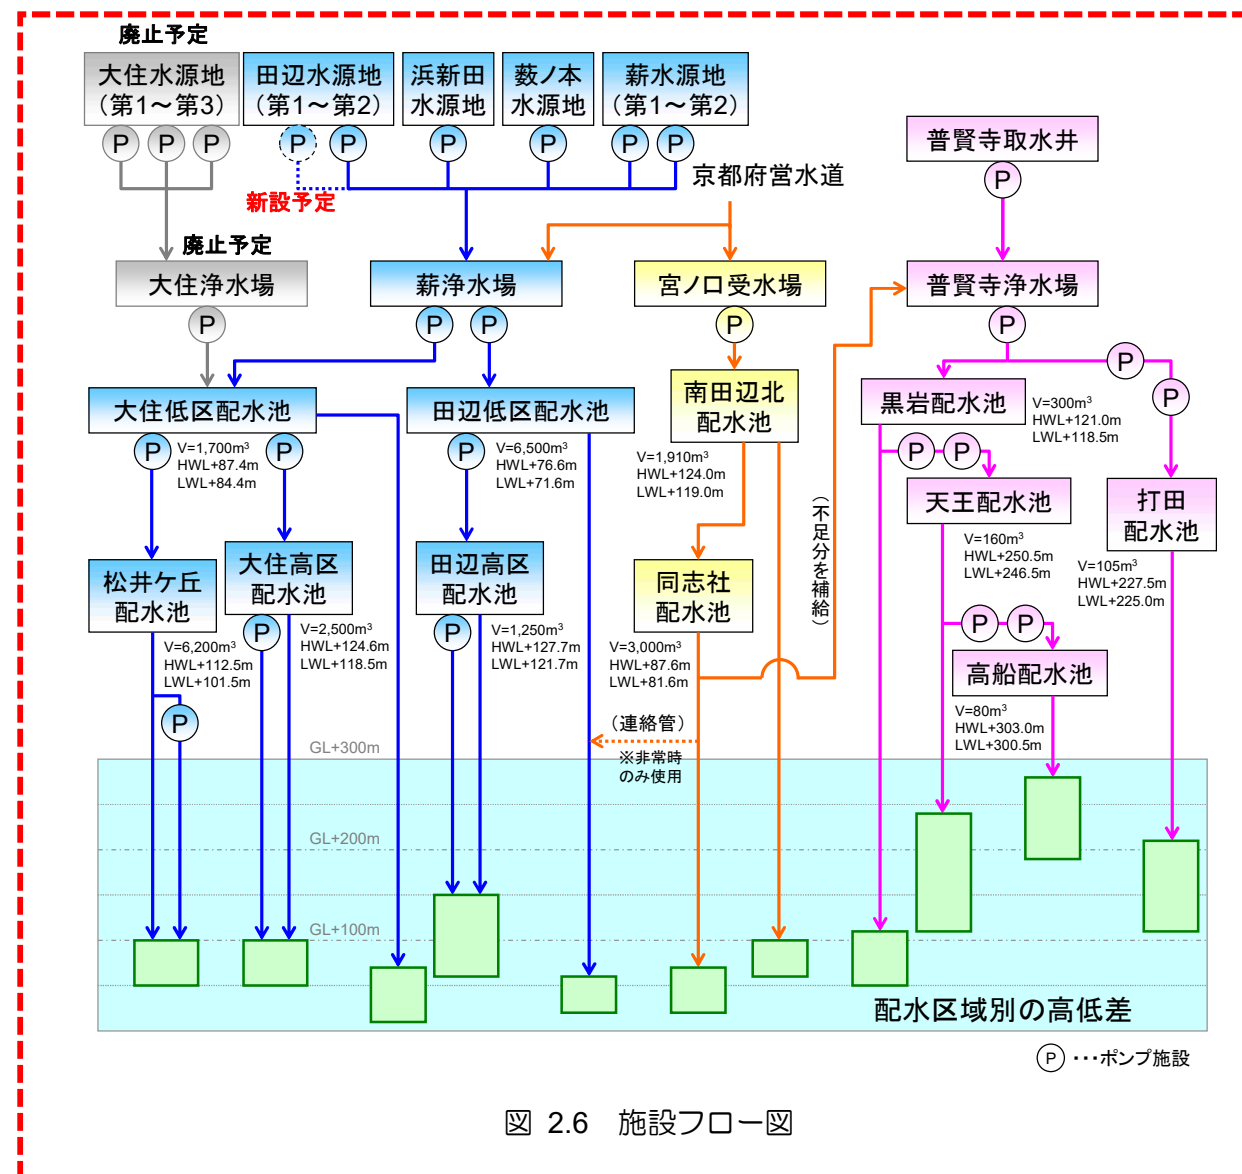 廃止予定
大住水源地
（第1～第3）
田辺水源地
（第1～第2）
浜新田
水源地
薮ノ本
水源地
薪水源地
（第1～第2）
P
P
P
P
P
P
P
P
P
普賢寺取水井
P
新設予定
京都府営水道
廃止予定
大住浄水場
薪浄水場
宮ノ口受水場
普賢寺浄水場
P
P
P
P
P
P
P
大住低区配水池
田辺低区配水池
南田辺北
配水池
黒岩配水池
V=300m³
HWL+121.0m
LWL+118.5m
P
V=1,700m³
HWL+87.4m
LWL+84.4m
P
P
V=6,500m³
HWL+76.6m
LWL+71.6m
V=1,910m³
HWL+124.0m
LWL+119.0m
P
P
（不足分を補給）
天王配水池
打田
配水池
V=160m³
HWL+250.5m
LWL+246.5m
V=105m³
HWL+227.5m
LWL+225.0m
松井ケ丘
配水池
大住高区
配水池
田辺高区
配水池
同志社
配水池
V=6,200m³
HWL+112.5m
LWL+101.5m
P
V=2,500m³
HWL+124.6m
LWL+118.5m
P
V=1,250m³
HWL+127.7m
LWL+121.7m
V=3,000m³
HWL+87.6m
LWL+81.6m
P
P
高船配水池
V=80m³
HWL+303.0m
LWL+300.5m
P
（連絡管）
※非常時
のみ使用
GL+300m
GL+200m
GL+100m
配水区域別の高低差
P ･･･ポンプ施設
図 2.6 施設フロー図